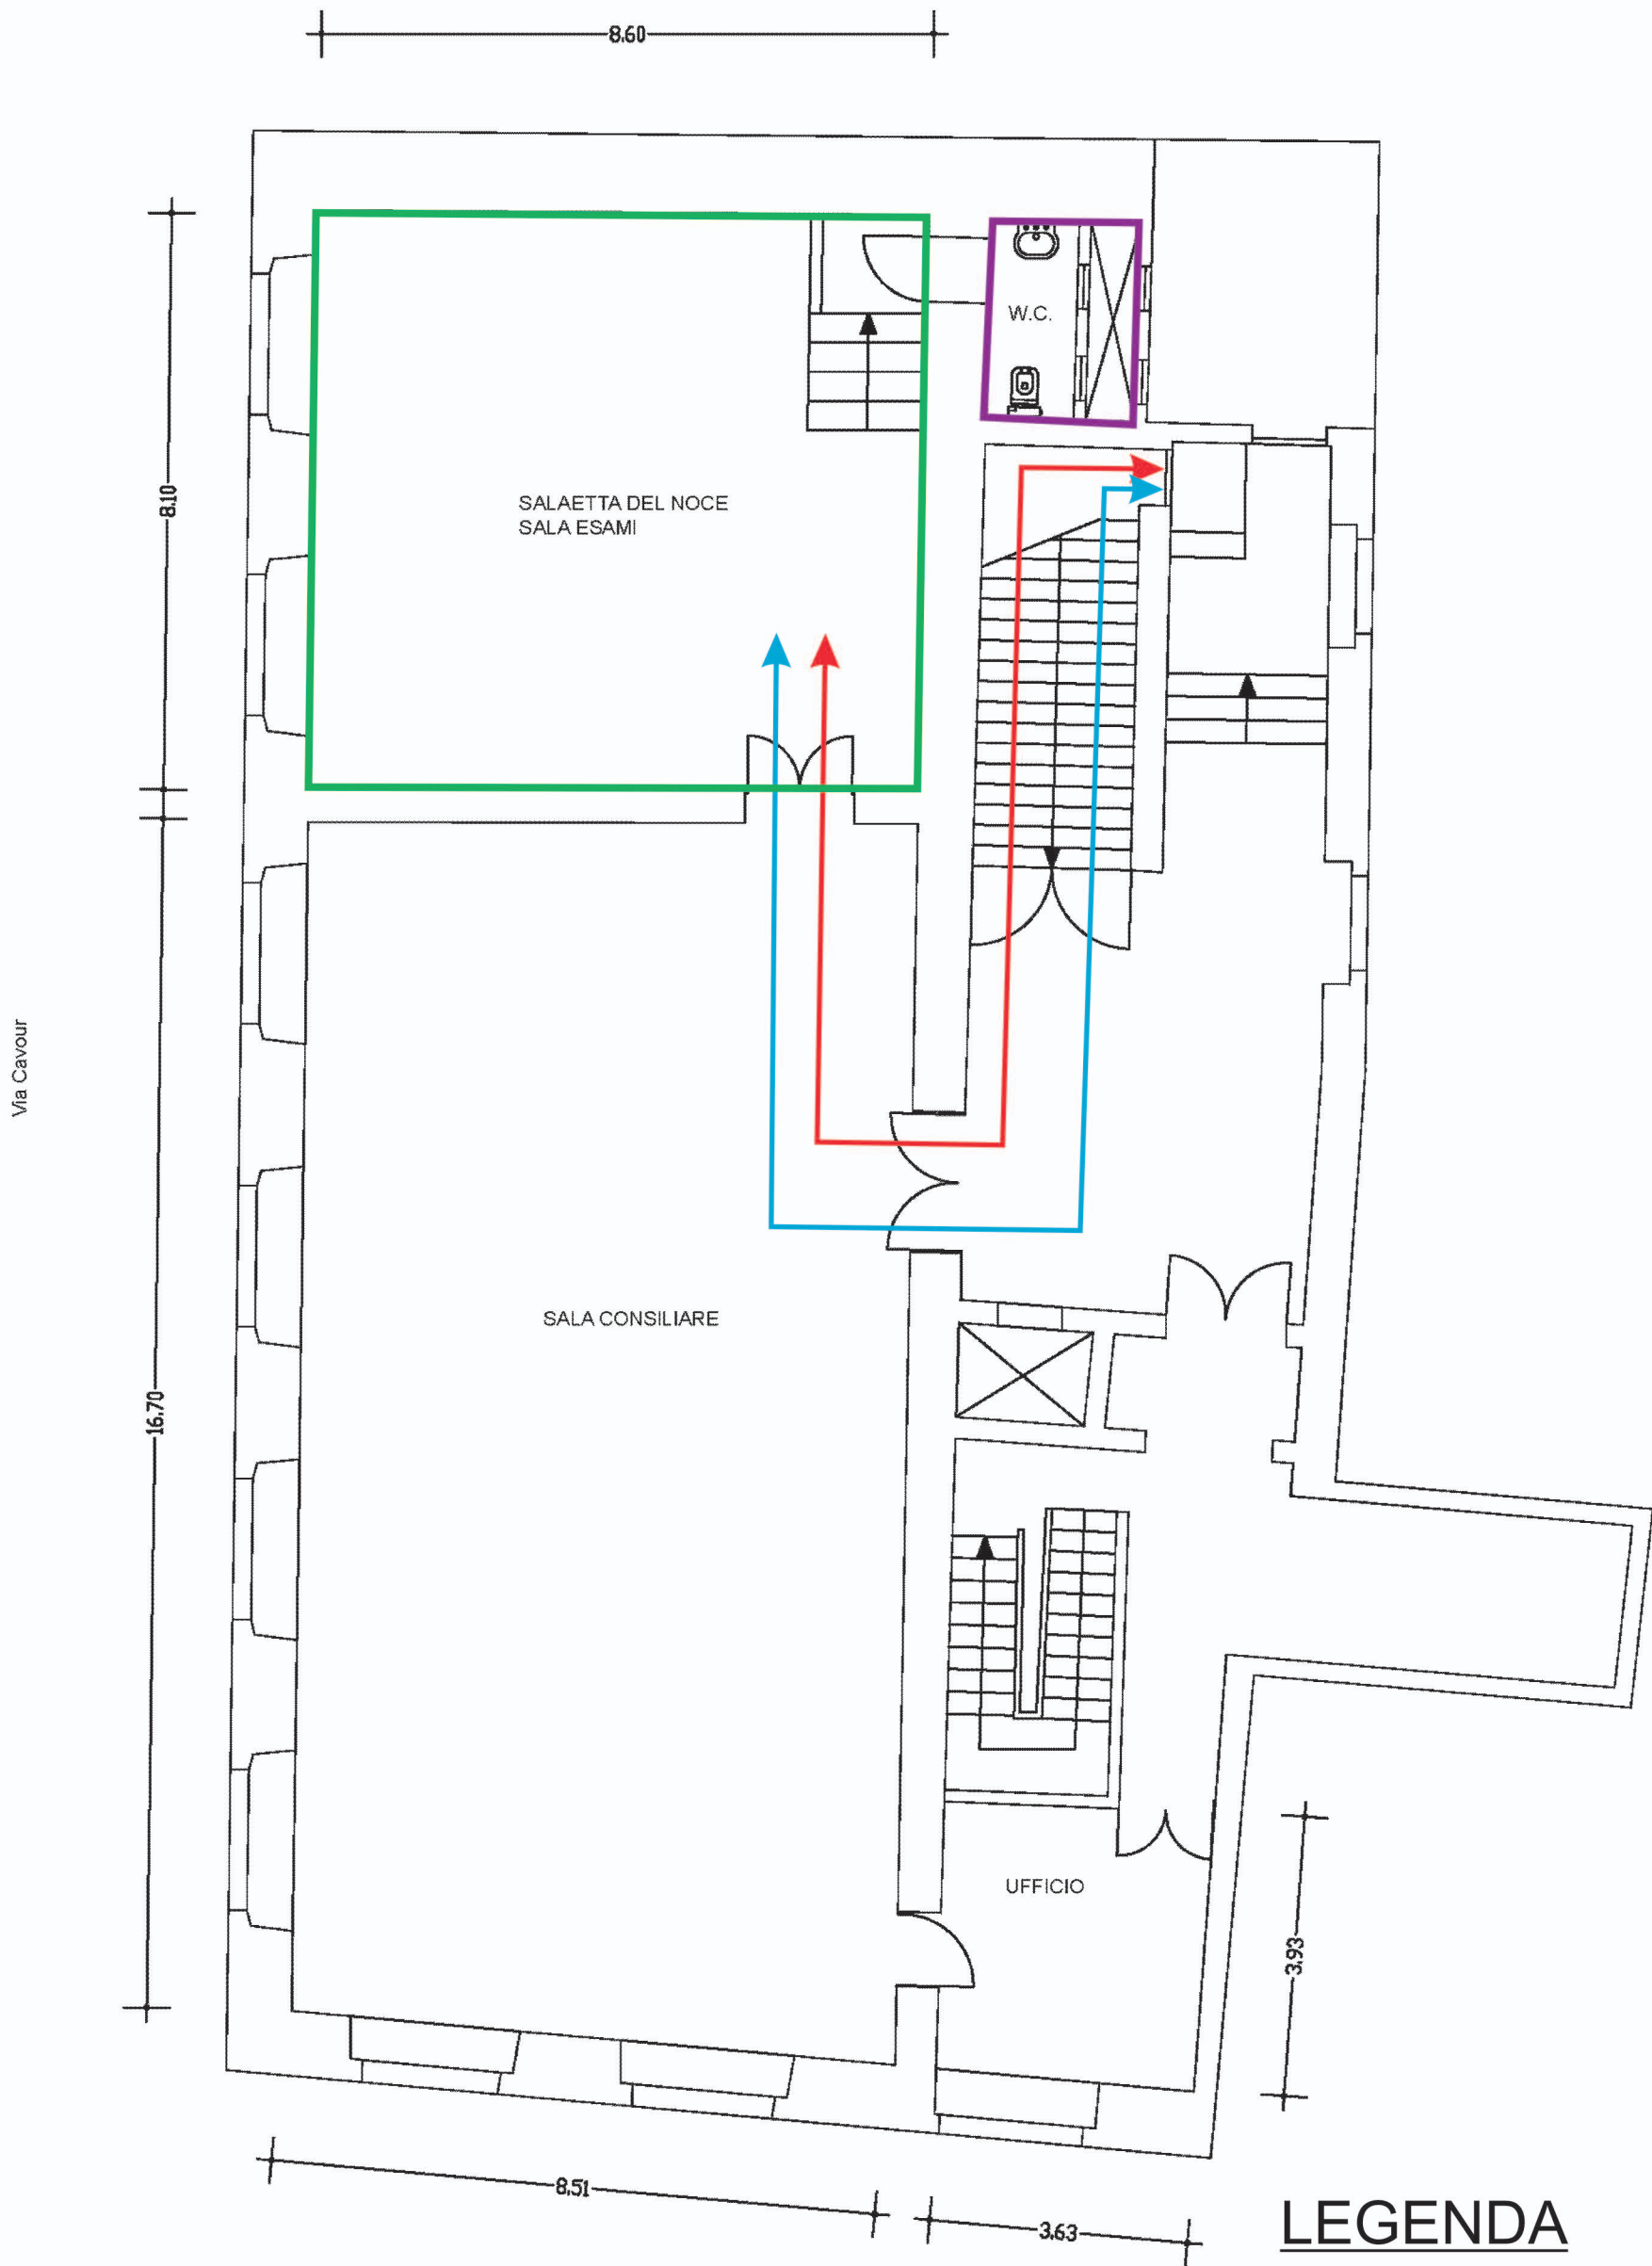 8.60
W.C.
SALAETTA DEL NOCE
SALA ESAMI
8.10
Via Cavour
SALA CONSILIARE
16.70
UFFICIO
3.93
8.51
3.63
LEGENDA